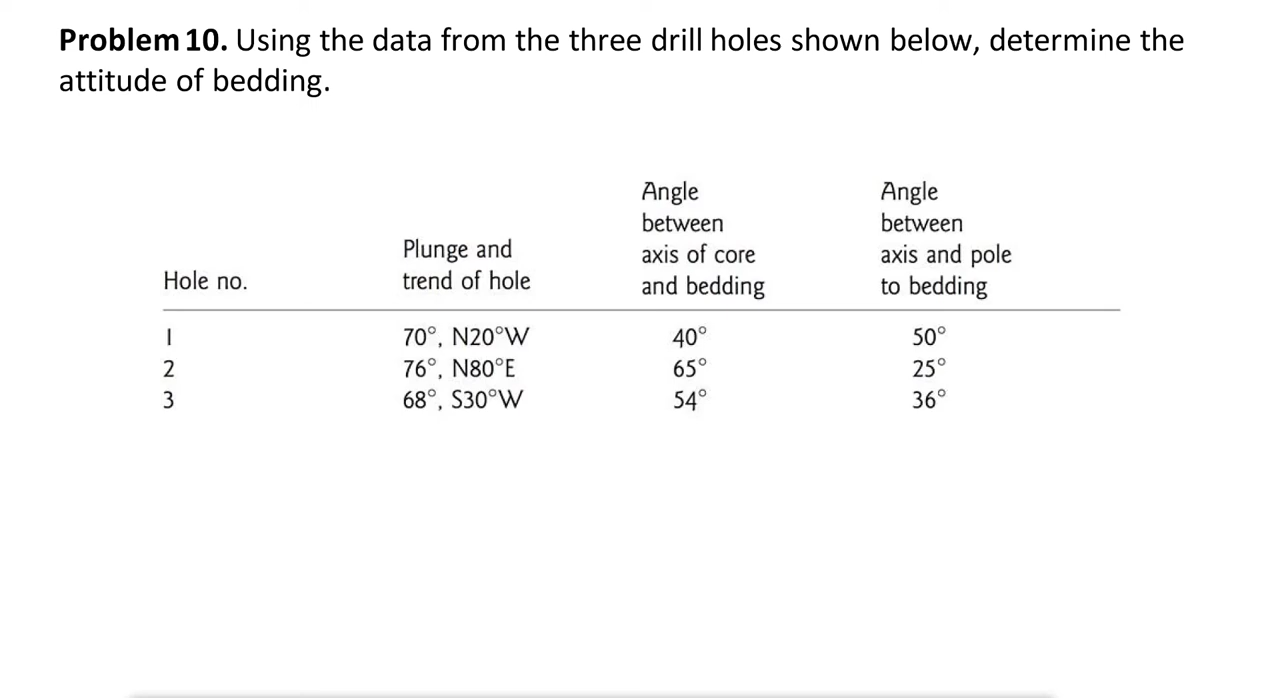 Problem 10. Using the data from the three drill holes shown below, determine the
attitude of bedding.
Angle Angle
between between
Plunge and axis of core axis and pole
Hole no. trend of hole and bedding to bedding
1 70°, N20°W 40° 50°
2 76°, N80°E 65° 25°
3 68°, S30°W 54° 36°